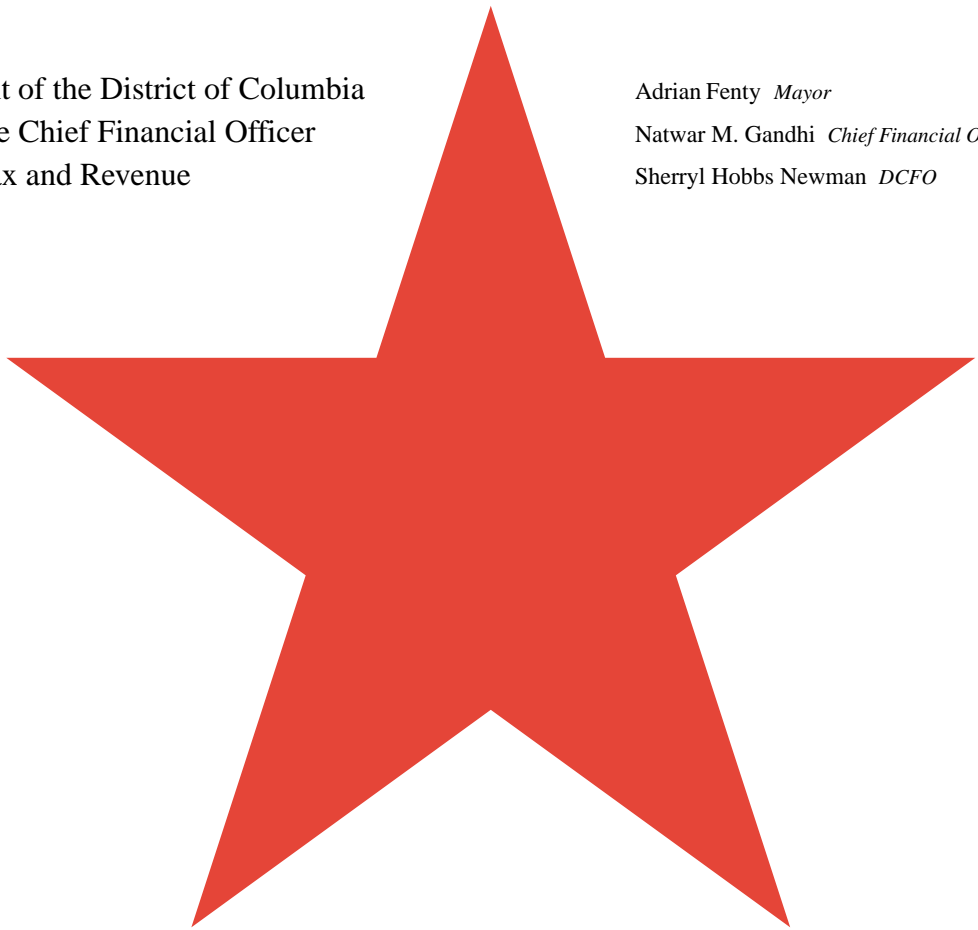 t of the District of Columbia
e Chief Financial Officer
ax and Revenue
Adrian Fenty Mayor
Natwar M. Gandhi Chief Financial O
Sherryl Hobbs Newman DCFO